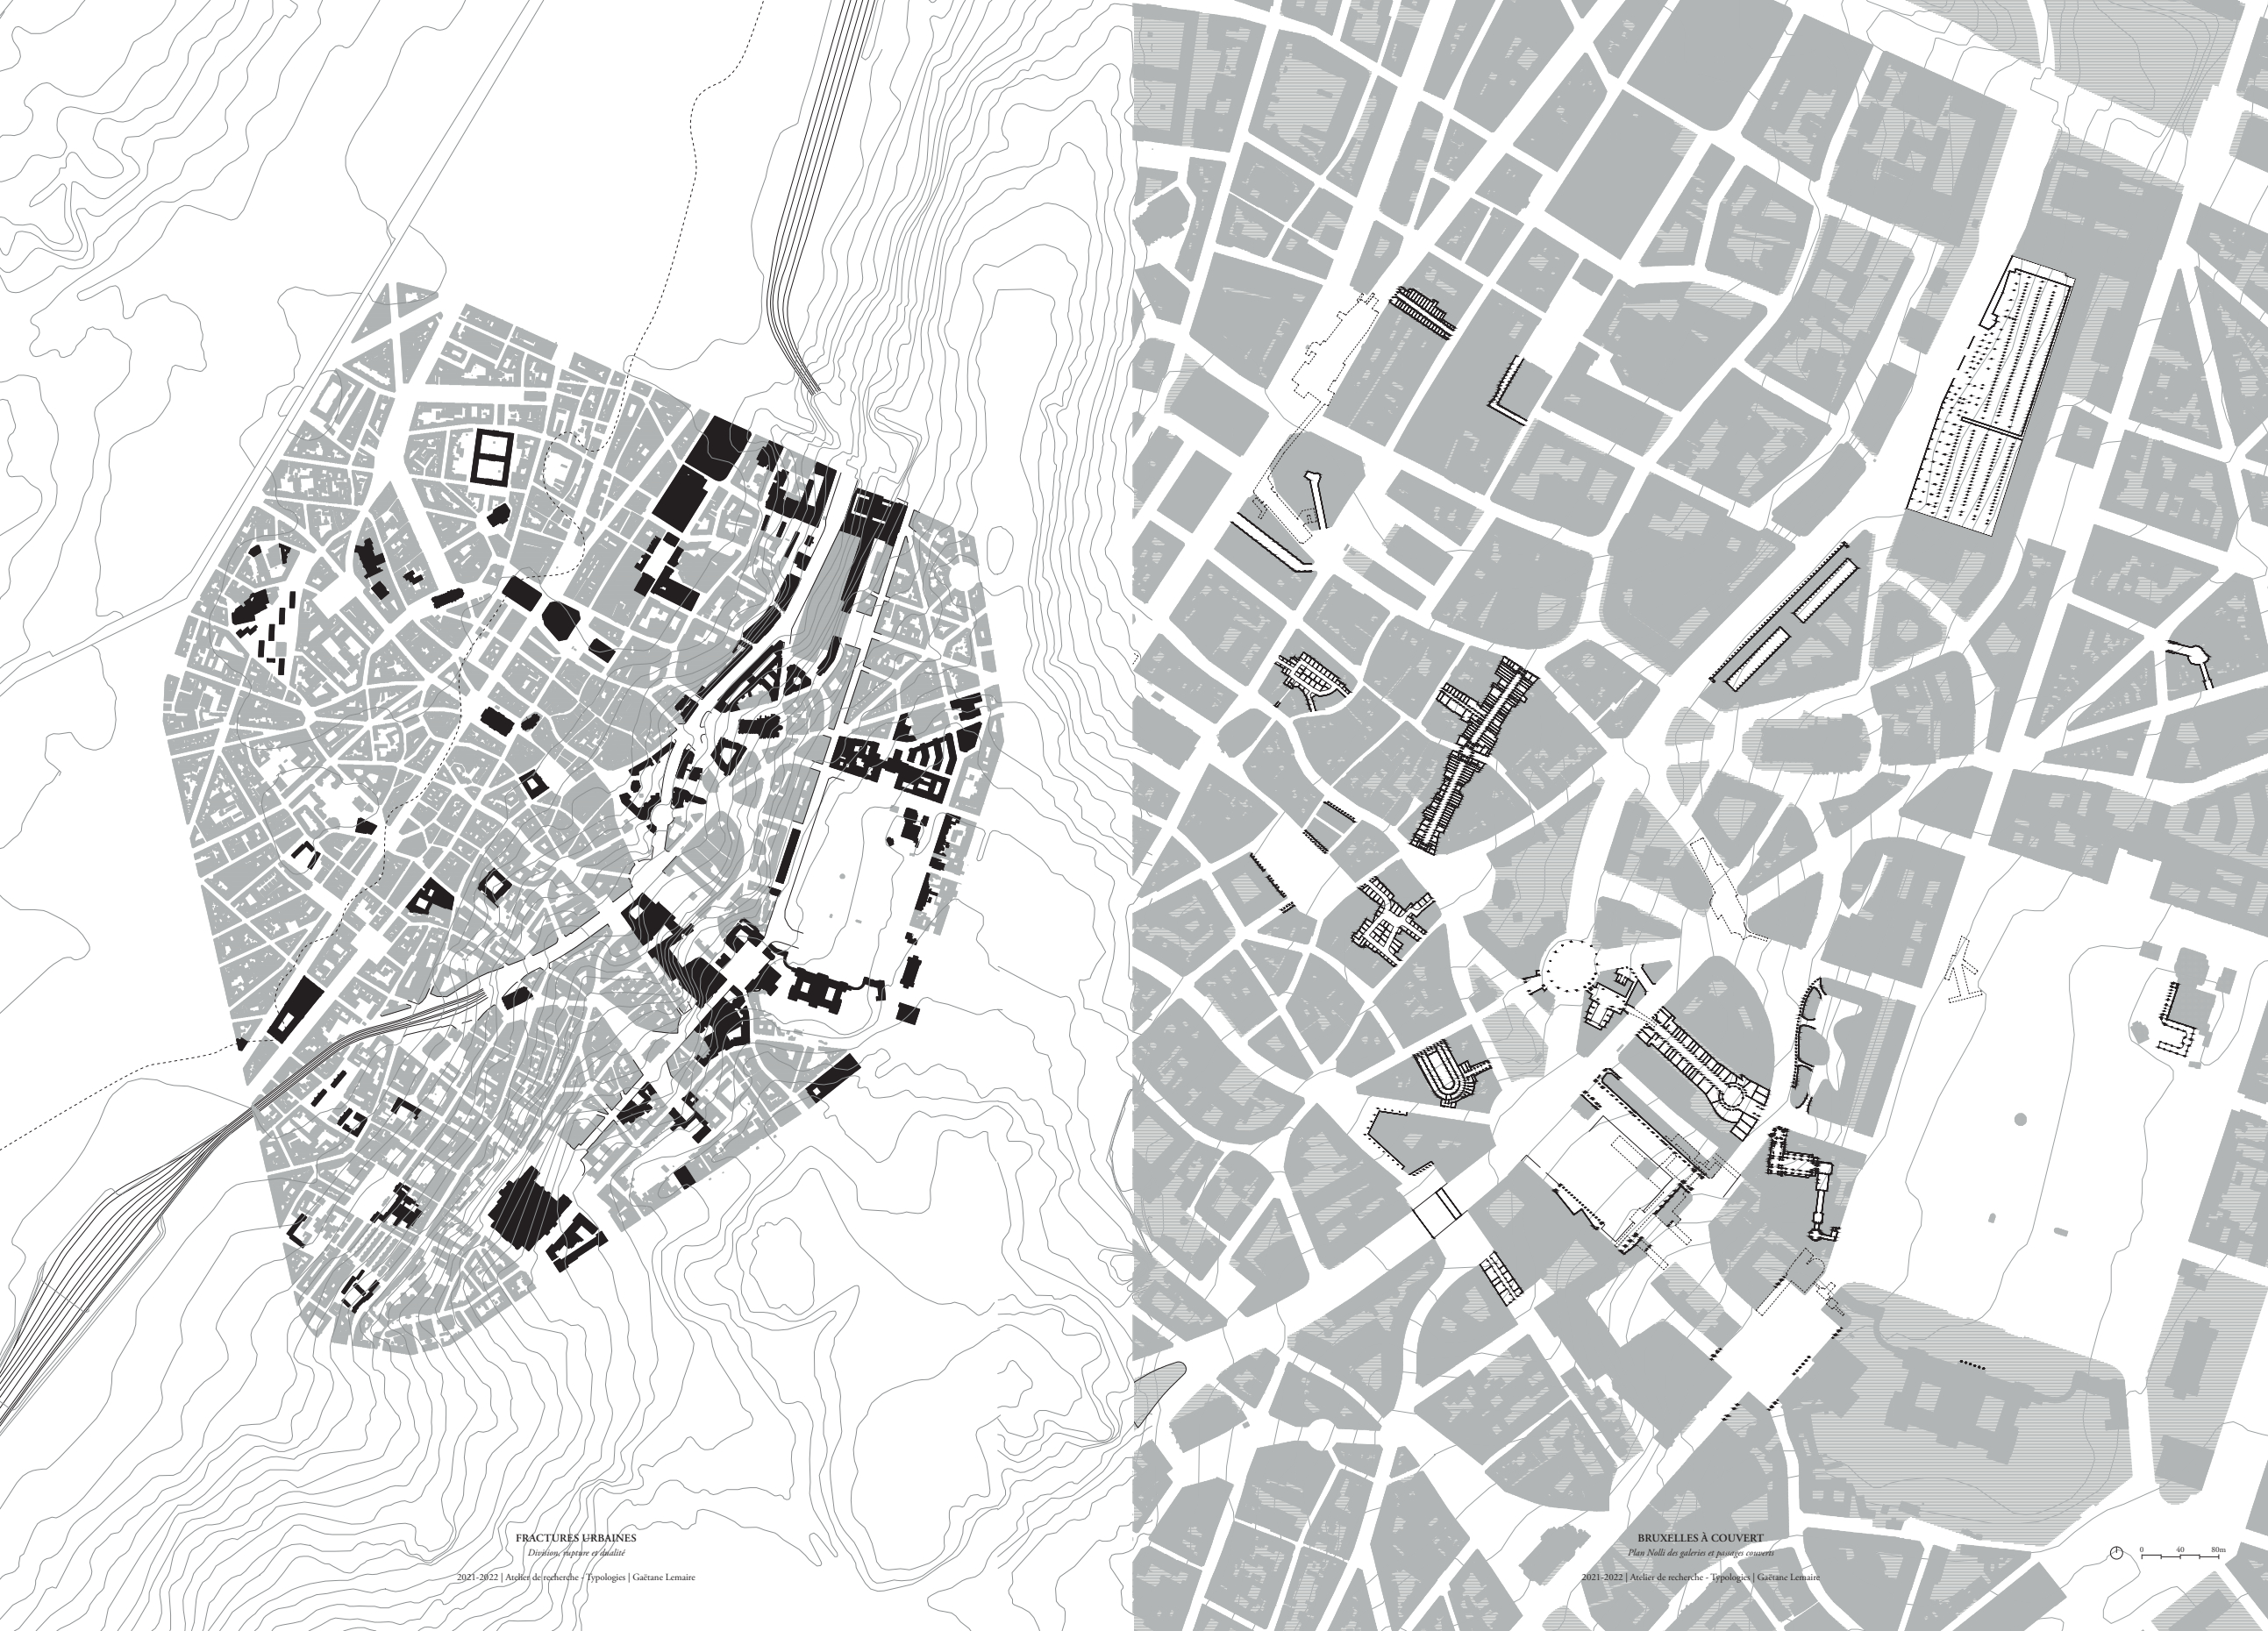 FRACTURES URBAINES
Division, rupture et dualité
2021-2022 | Atelier de recherche - Typologies | Gaëtane Lemaire
BRUXELLES À COUVERT
Plan Nolli des galeries et passages couverts
2021-2022 | Atelier de recherche - Typologies | Gaëtane Lemaire
0 40 80m